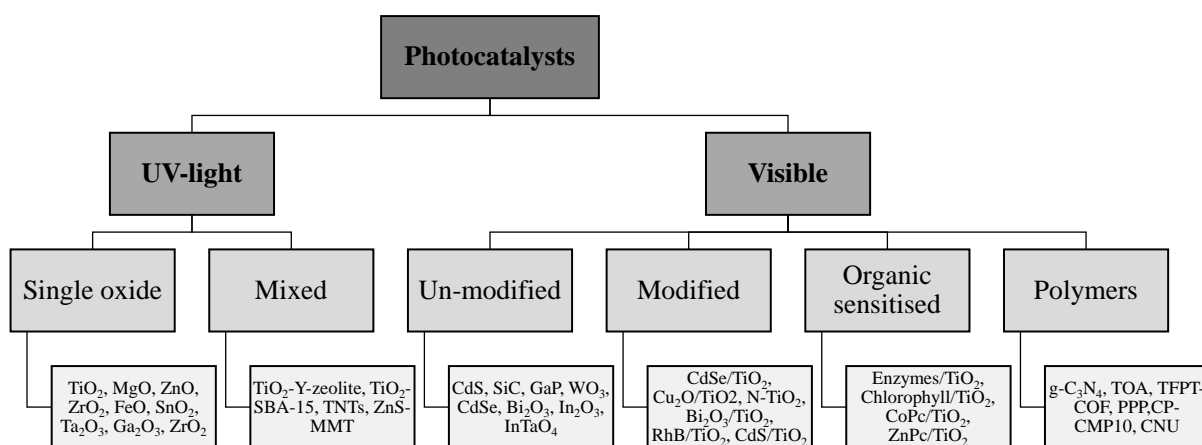 Photocatalysts
UV-light
Visible
Single oxide
Mixed
Un-modified
Modified
Organic
sensitised
Polymers
TiO₂, MgO, ZnO,
ZrO₂, FeO, SnO₂,
Ta₂O₃, Ga₂O₃, ZrO₂
TiO₂-Y-zeolite, TiO₂-
SBA-15, TNTs, ZnS-
MMT
CdS, SiC, GaP, WO₃,
CdSe, Bi₂O₃, In₂O₃,
InTaO₄
CdSe/TiO₂,
Cu₂O/TiO2, N-TiO₂,
Bi₂O₃/TiO₂,
RhB/TiO₂, CdS/TiO₂
Enzymes/TiO₂,
Chlorophyll/TiO₂,
CoPc/TiO₂,
ZnPc/TiO₂
g-C₃N₄, TOA, TFPT-
COF, PPP,CP-
CMP10, CNU